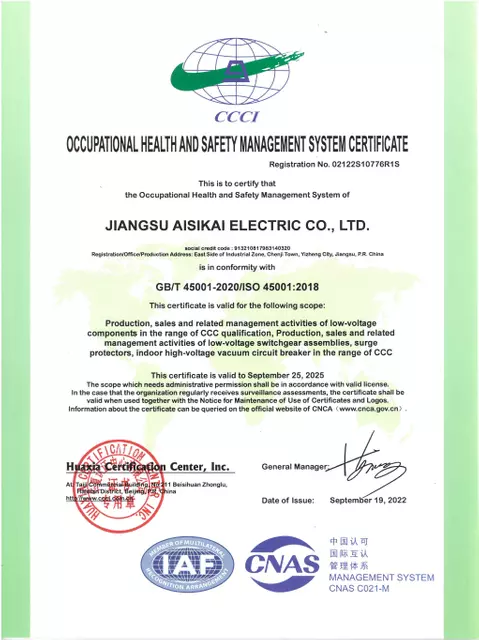 CCCI
OCCUPATIONAL HEALTH AND SAFETY MANAGEMENT SYSTEM CERTIFICATE
Registration No. 02122S10776R1S
This is to certify that
the Occupational Health and Safety Management System of
JIANGSU AISIKAI ELECTRIC CO., LTD.
social credit code : 913210817983140520
Registration/Office/Production Address: East Side of Industrial Zone, Chenji Town, Yizheng City, Jiangsu, P.R. China
is in conformity with
GB/T 45001-2020/ISO 45001:2018
This certificate is valid for the following scope:
Production, sales and related management activities of low-voltage
components in the range of CCC qualification, Production, sales and related
management activities of low-voltage switchgear assemblies, surge
protectors, indoor high-voltage vacuum circuit breaker in the range of CCC
This certificate is valid to September 25, 2025
The scope which needs administrative permission shall be in accordance with valid license.
In the case that the organization regularly receives surveillance assessments, the certificate shall be
valid when used together with the Notice for Maintenance of Use of Certificates and Logos.
Information about the certificate can be queried on the official website of CNCA（www.cnca.gov.cn）.
Huaxia Certification Center, Inc.
Commercial Building, No.211 Beisihuan Zhonglu,
District, Beijing, P.R. China
General Manager:
Date of Issue: September 19, 2022
MEMBER OF MULTILATERAL
IAF
RECOGNITION ARRANGEMENT
CNAS
中国认可
国际互认
管理体系
MANAGEMENT SYSTEM
CNAS C021-M